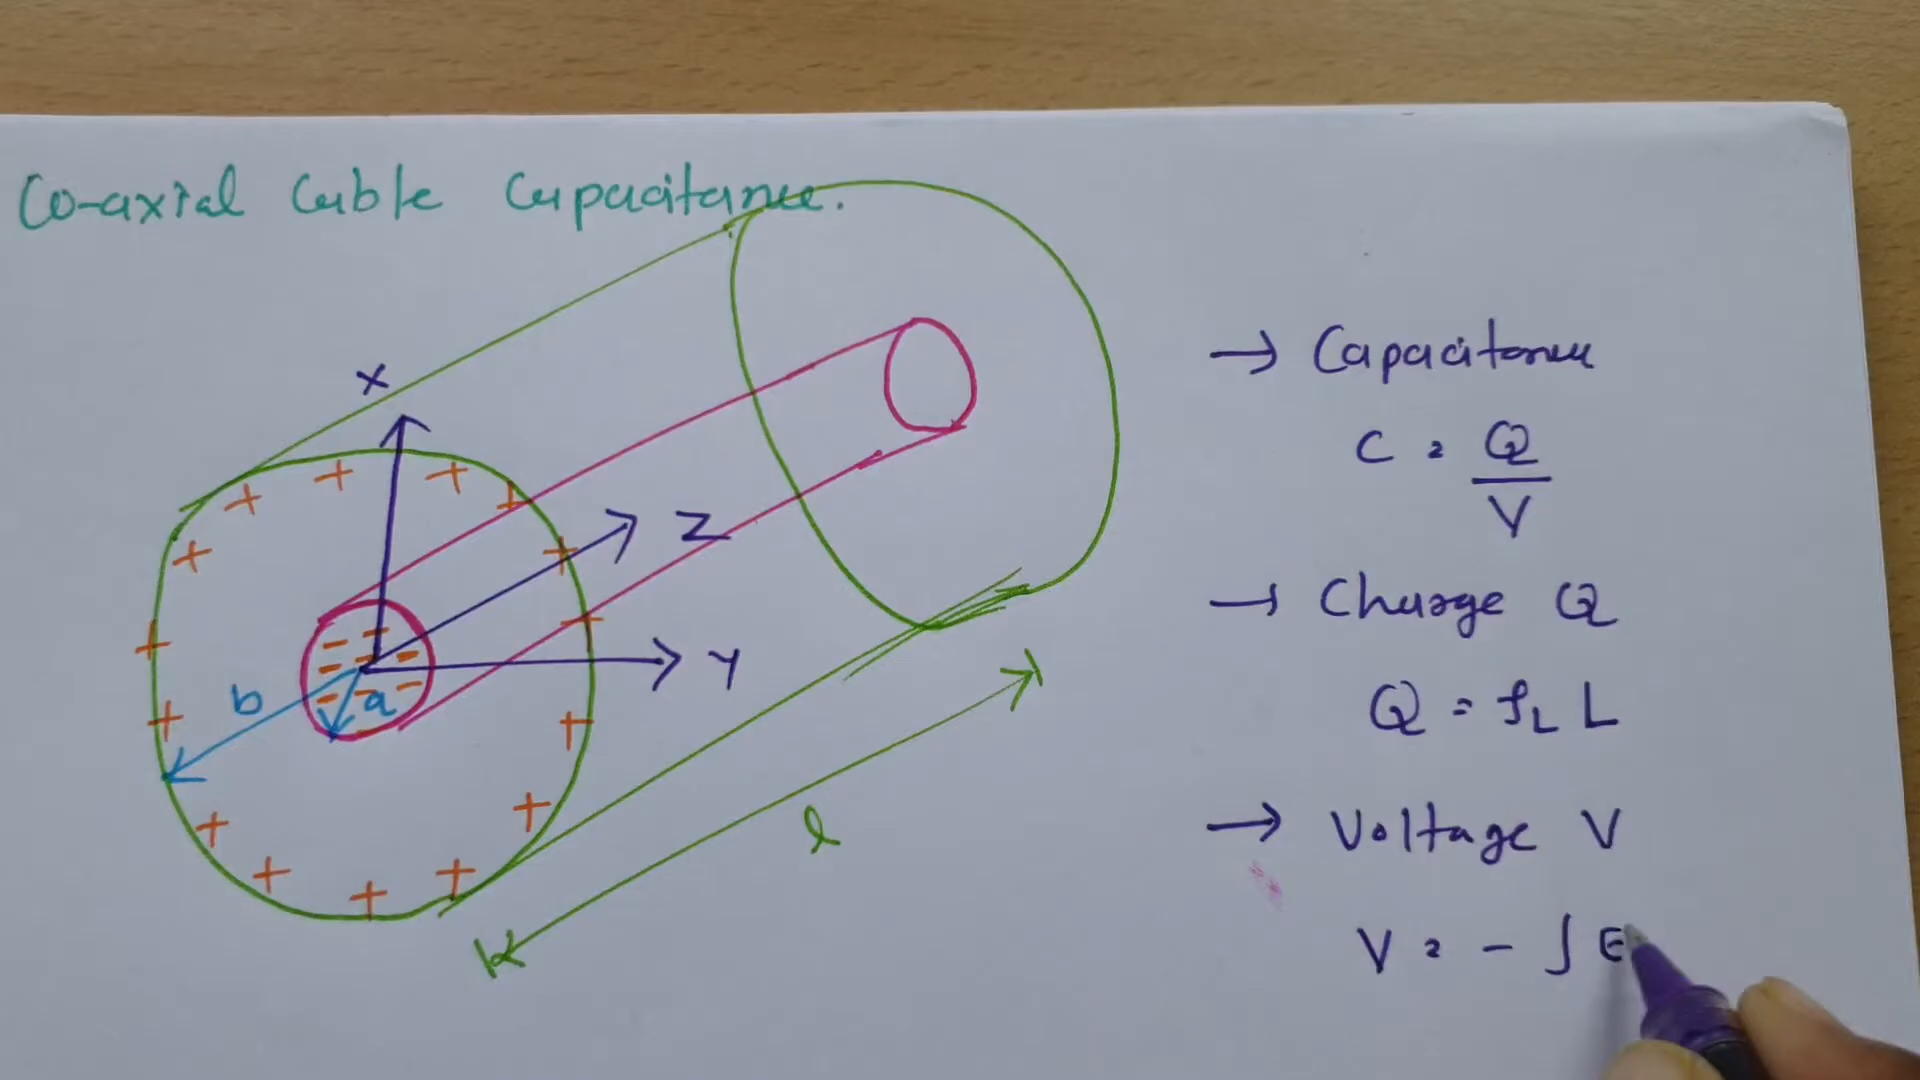 Co-axial Cable Capacitance.
X
Z
Y
b
a
l
→ Capacitance
C = Q / V
→ Charge Q
Q = ρL L
→ Voltage V
V = - ∫ E